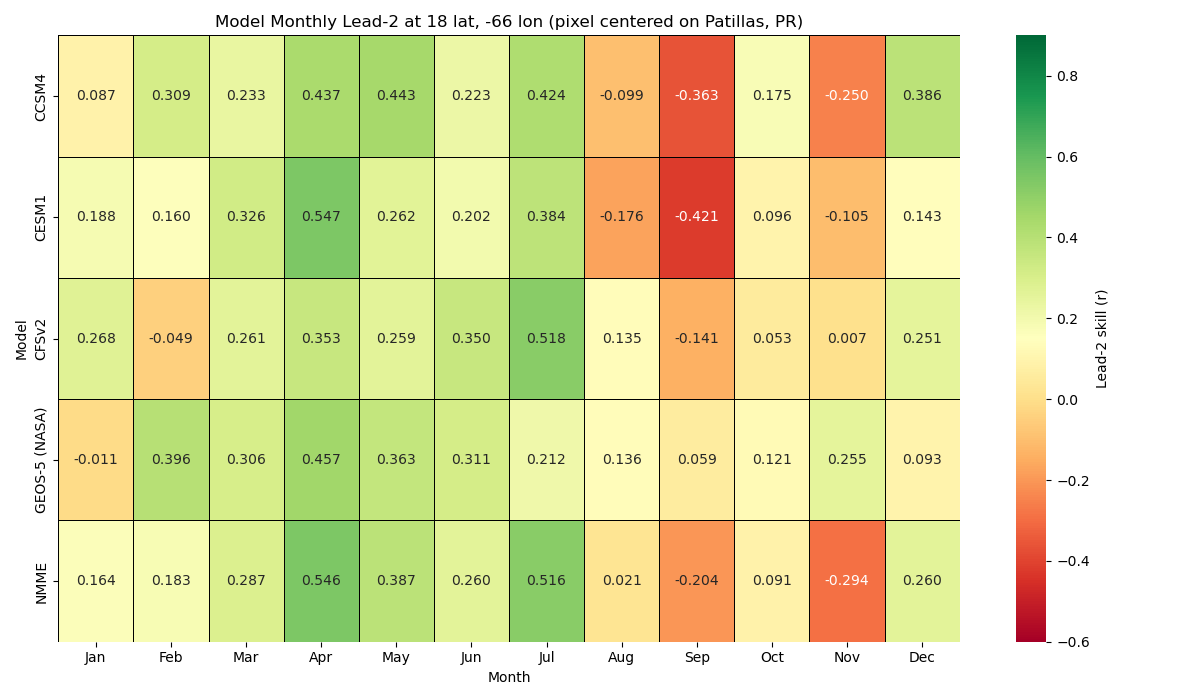 Model Monthly Lead-2 at 18 lat, -66 lon (pixel centered on Patillas, PR)
Model
CCSM4
0.087 0.309 0.233 0.437 0.443 0.223 0.424 -0.099 -0.363 0.175 -0.250 0.386
CESM1
0.188 0.160 0.326 0.547 0.262 0.202 0.384 -0.176 -0.421 0.096 -0.105 0.143
CFSv2
0.268 -0.049 0.261 0.353 0.259 0.350 0.518 0.135 -0.141 0.053 0.007 0.251
GEOS-5 (NASA)
-0.011 0.396 0.306 0.457 0.363 0.311 0.212 0.136 0.059 0.121 0.255 0.093
NMME
0.164 0.183 0.287 0.546 0.387 0.260 0.516 0.021 -0.204 0.091 -0.294 0.260
Jan Feb Mar Apr May Jun Jul Aug Sep Oct Nov Dec
Month
0.8
0.6
0.4
0.2
0.0
−0.2
−0.4
−0.6
Lead-2 skill (r)